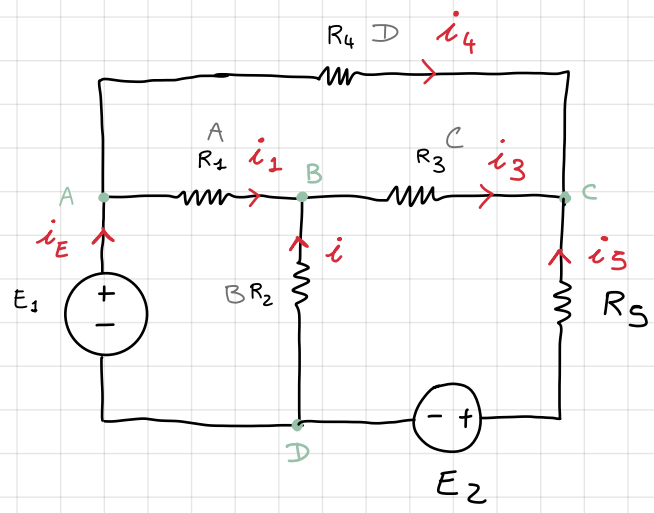 R4 D i4
A
R1 i1
B
C
R3 i3
A
C
iE
i
i5
E1
+
−
B R2
R5
− +
D
E2